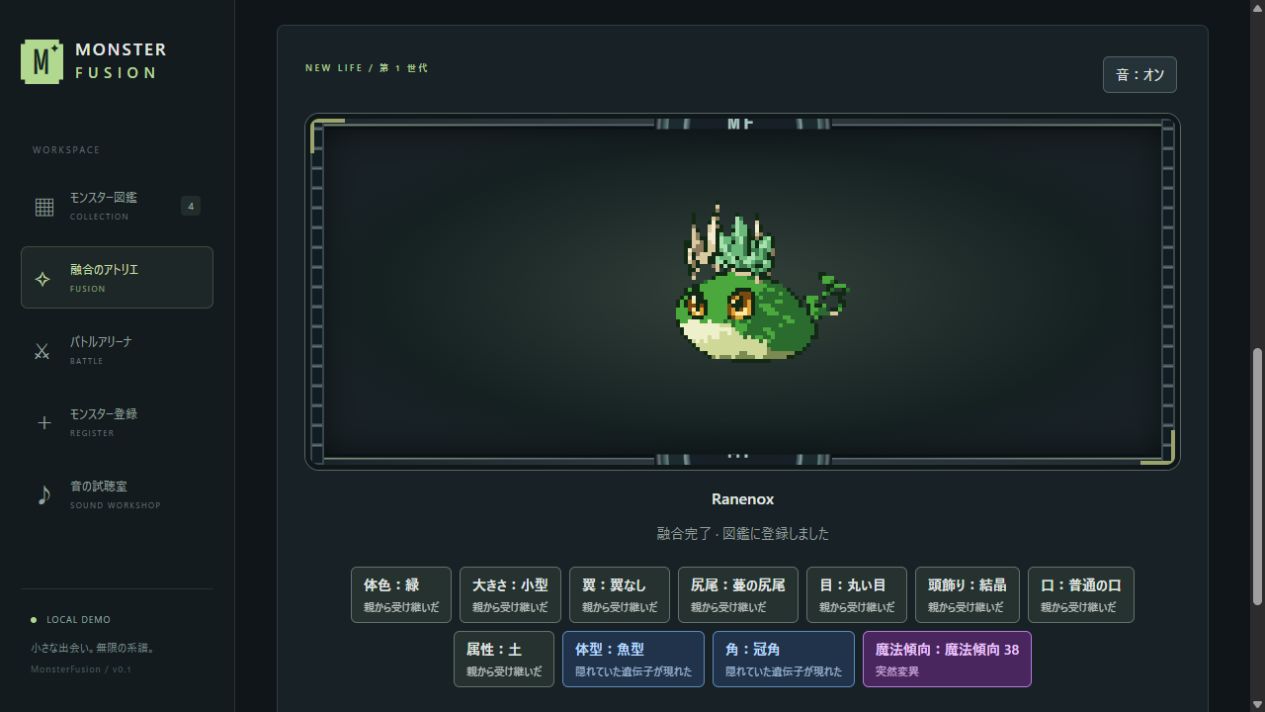 M
MONSTER
FUSION
WORKSPACE
モンスター図鑑
COLLECTION
4
融合のアトリエ
FUSION
バトルアリーナ
BATTLE
モンスター登録
REGISTER
音の試聴室
SOUND WORKSHOP
LOCAL DEMO
小さな出会い。無限の系譜。
MonsterFusion / v0.1
NEW LIFE / 第 1 世代
音：オン
MF
Ranenox
融合完了 · 図鑑に登録しました
体色：緑
親から受け継いだ
大きさ：小型
親から受け継いだ
翼：翼なし
親から受け継いだ
尻尾：蔓の尻尾
親から受け継いだ
目：丸い目
親から受け継いだ
頭飾り：結晶
親から受け継いだ
口：普通の口
親から受け継いだ
属性：土
親から受け継いだ
体型：魚型
隠れていた遺伝子が現れた
角：冠角
隠れていた遺伝子が現れた
魔法傾向：魔法傾向 38
突然変異